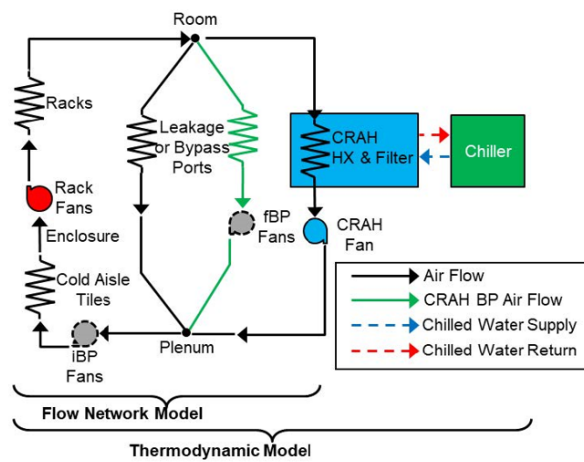 Room
Racks
Leakage
or Bypass
Ports
CRAH
HX & Filter
Chiller
Rack
Fans
fBP
Fans
CRAH
Fan
Enclosure
Cold Aisle
Tiles
iBP
Fans
Plenum
Air Flow
CRAH BP Air Flow
Chilled Water Supply
Chilled Water Return
Flow Network Model
Thermodynamic Model